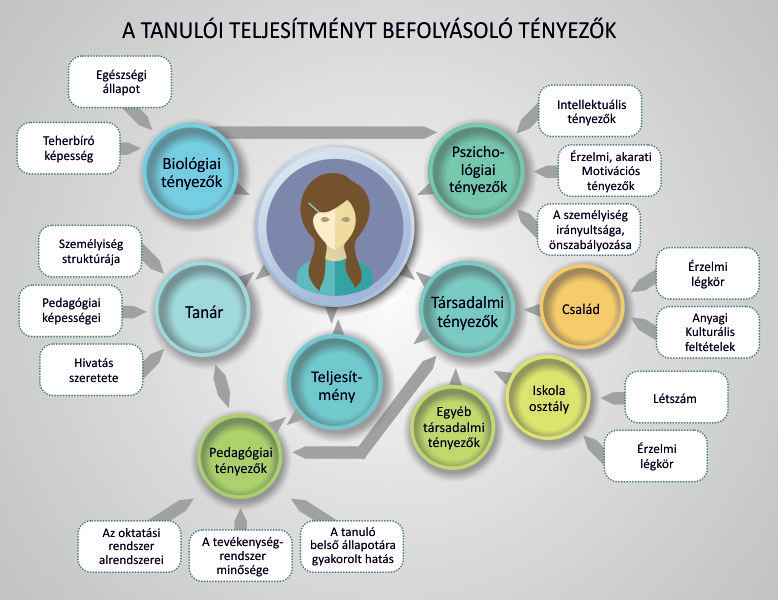 A TANULÓI TELJESÍTMÉNYT BEFOLYÁSOLÓ TÉNYEZŐK
Egészségi
állapot
Teherbíró
képesség
Biológiai
tényezők
Pszicho-
lógiai
tényezők
Intellektuális
tényezők
Érzelmi, akarati
Motivációs
tényezők
A személyiség
irányultsága,
önszabályozása
Személyiség
struktúrája
Pedagógiai
képességei
Hivatás
szeretete
Tanár
Társadalmi
tényezők
Család
Érzelmi
légkör
Anyagi
Kulturális
feltételek
Teljesít-
mény
Iskola
osztály
Létszám
Érzelmi
légkör
Egyéb
társadalmi
tényezők
Pedagógiai
tényezők
Az oktatási
rendszer
alrendszerei
A tevékenység-
rendszer
minősége
A tanuló
belső állapotára
gyakorolt hatás